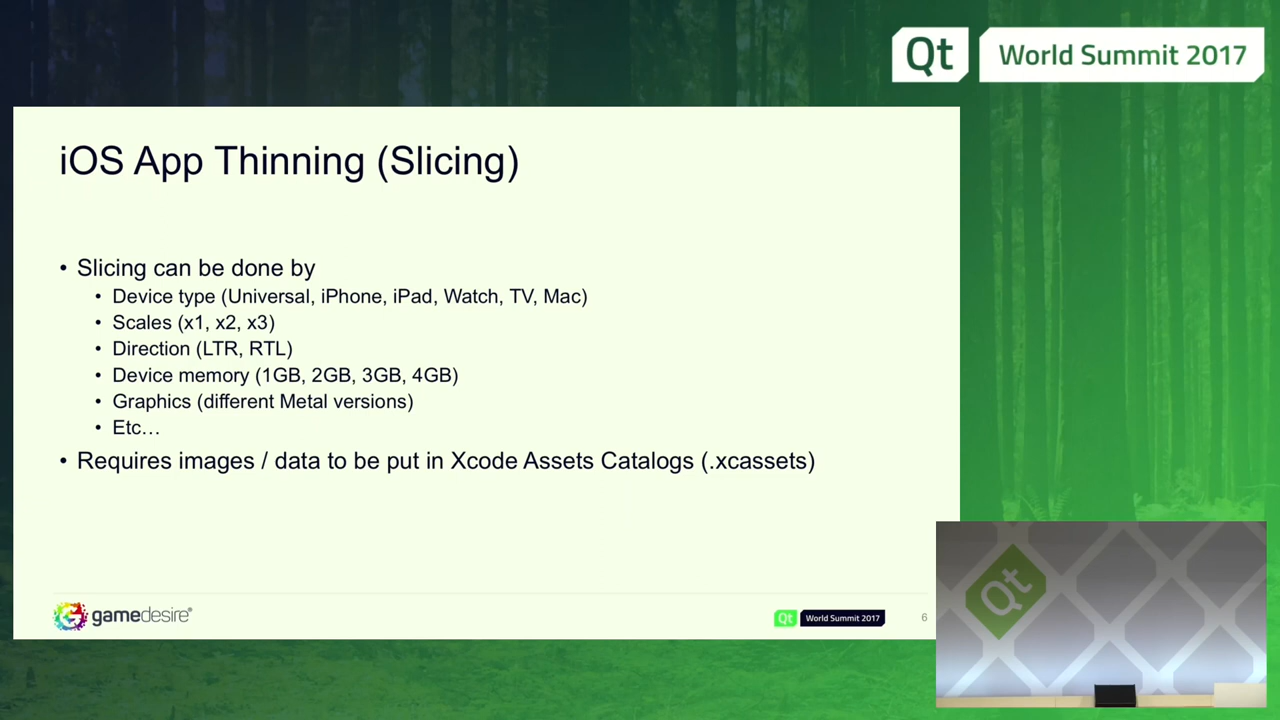 Qt World Summit 2017
iOS App Thinning (Slicing)
• Slicing can be done by
• Device type (Universal, iPhone, iPad, Watch, TV, Mac)
• Scales (x1, x2, x3)
• Direction (LTR, RTL)
• Device memory (1GB, 2GB, 3GB, 4GB)
• Graphics (different Metal versions)
• Etc…
• Requires images / data to be put in Xcode Assets Catalogs (.xcassets)
gamedesire®
Qt World Summit 2017
6
Qt